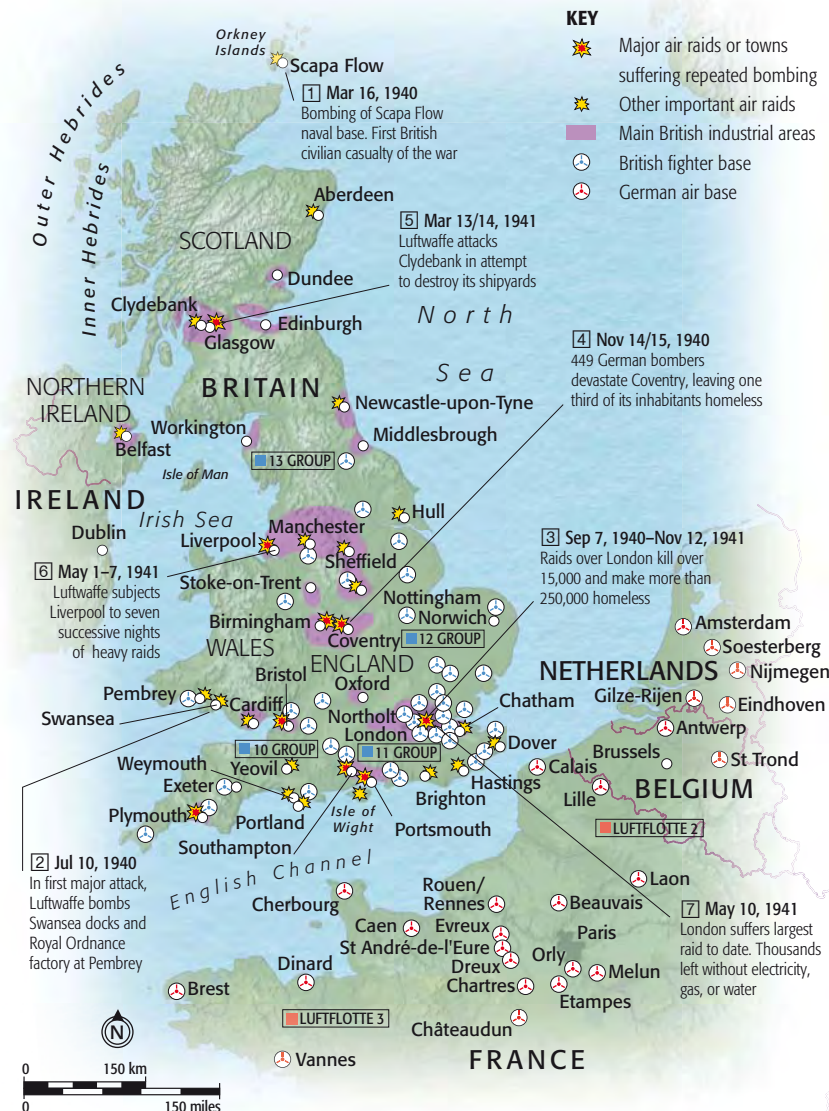 KEY
Major air raids or towns
suffering repeated bombing
Other important air raids
Main British industrial areas
British fighter base
German air base
Orkney
Islands
Scapa Flow
1 Mar 16, 1940
Bombing of Scapa Flow
naval base. First British
civilian casualty of the war
Outer Hebrides
Inner Hebrides
Aberdeen
SCOTLAND
5 Mar 13/14, 1941
Luftwaffe attacks
Clydebank in attempt
to destroy its shipyards
Dundee
Clydebank
Edinburgh
Glasgow
North
Sea
4 Nov 14/15, 1940
449 German bombers
devastate Coventry, leaving one
third of its inhabitants homeless
NORTHERN
IRELAND
BRITAIN
Newcastle-upon-Tyne
Workington
Belfast
Middlesbrough
Isle of Man
13 GROUP
IRELAND
Dublin
Irish Sea
Hull
Manchester
Liverpool
Sheffield
3 Sep 7, 1940–Nov 12, 1941
Raids over London kill over
15,000 and make more than
250,000 homeless
6 May 1–7, 1941
Luftwaffe subjects
Liverpool to seven
successive nights
of heavy raids
Stoke-on-Trent
Nottingham
Norwich
Birmingham
Coventry
12 GROUP
WALES
ENGLAND
Amsterdam
Soesterberg
NETHERLANDS
Nijmegen
Gilze-Rijen
Eindhoven
Antwerp
Brussels
St Trond
BELGIUM
Pembrey
Swansea
Cardiff
Bristol
Oxford
Northolt
London
Chatham
10 GROUP
11 GROUP
Dover
Calais
Lille
LUFTFLOTTE 2
Weymouth
Yeovil
Exeter
Hastings
Brighton
Plymouth
Portland
Isle of
Wight
Portsmouth
Southampton
English Channel
2 Jul 10, 1940
In first major attack,
Luftwaffe bombs
Swansea docks and
Royal Ordnance
factory at Pembrey
Cherbourg
Rouen/
Rennes
Beauvais
Laon
Caen
Evreux
Paris
St André-de-l'Eure
Orly
Dreux
Melun
Chartres
Etampes
Dinard
Brest
LUFTFLOTTE 3
Châteaudun
Vannes
FRANCE
7 May 10, 1941
London suffers largest
raid to date. Thousands
left without electricity,
gas, or water
N
0 150 km
0 150 miles